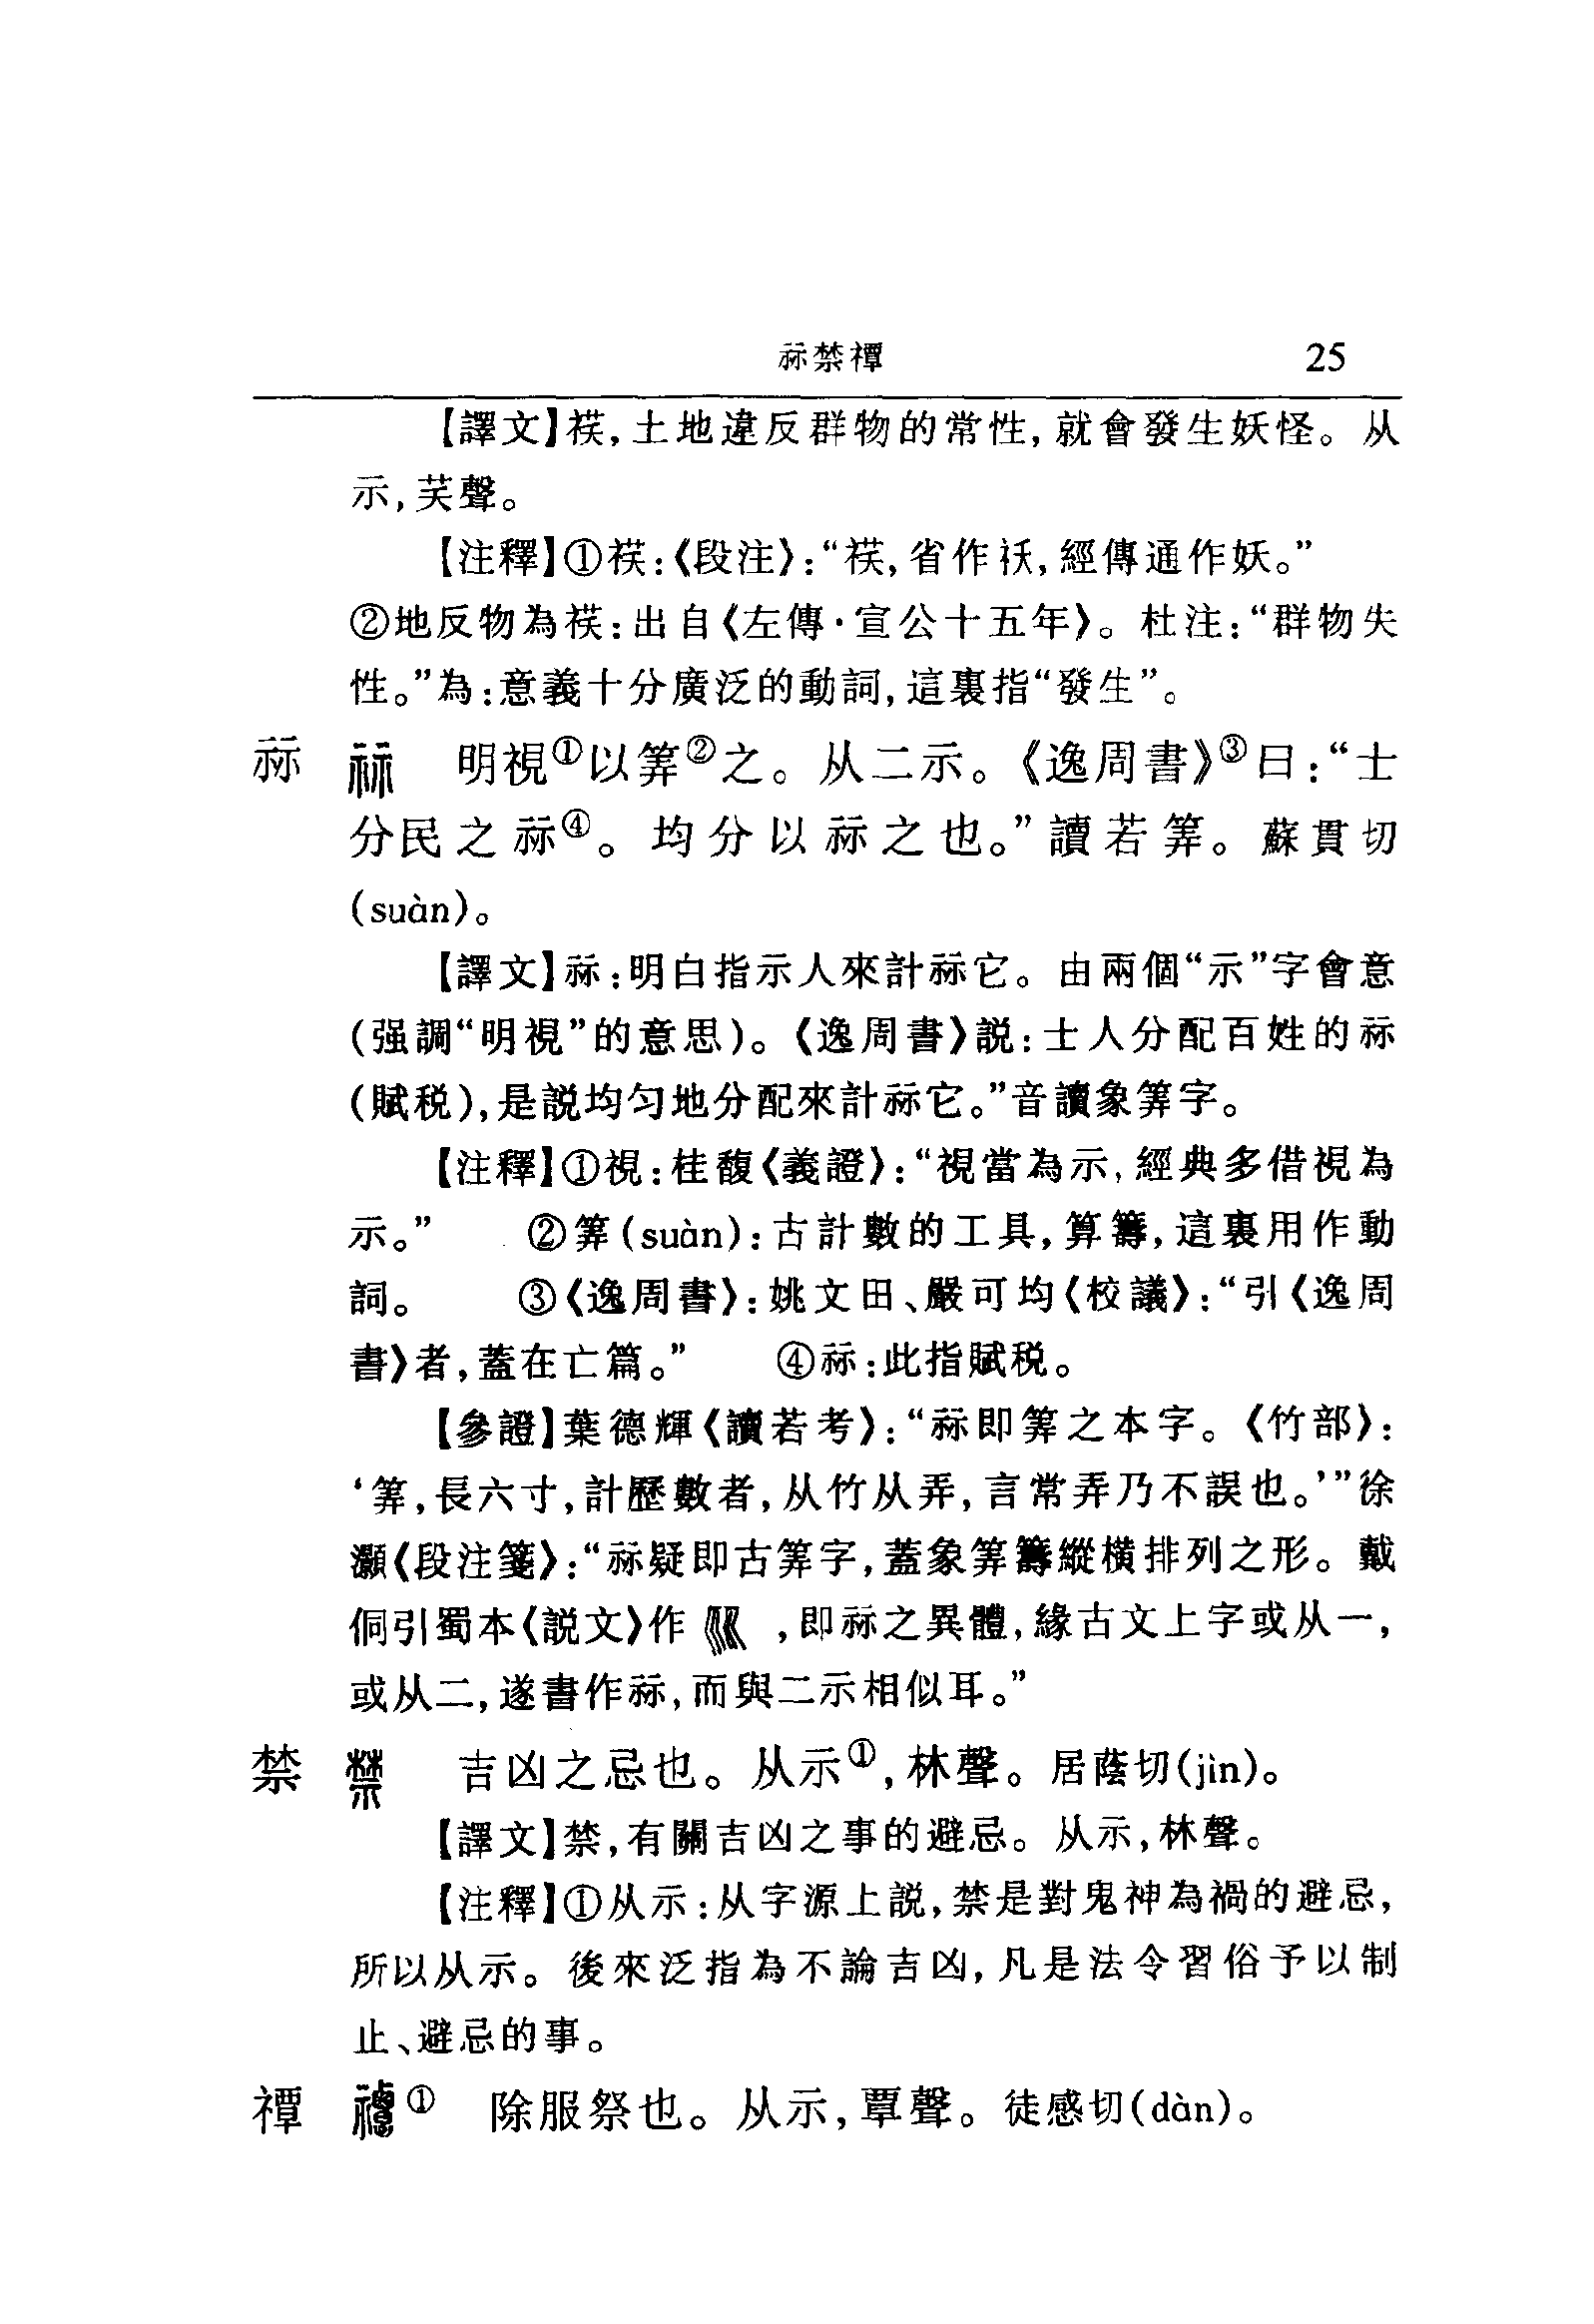 祘禁禫 25
【譯文】䄏,土地違反群物的常性,就會發生妖怪。从
示,芺聲。
【注釋】①䄏:《段注》:“䄏,省作祅,經傳通作妖。”
②地反物為䄏:出自《左傳·宣公十五年》。杜注:“群物失
性。”為:意義十分廣泛的動詞,這裏指“發生”。
祘 明視①以筭②之。从二示。《逸周書》③曰:“士
分民之祘④。均分以祘之也。”讀若筭。蘇貫切
(suàn)。
【譯文】祘:明白指示人來計祘它。由兩個“示”字會意
(强調“明視”的意思)。《逸周書》説:士人分配百姓的祘
(賦税),是説均匀地分配來計祘它。”音讀象筭字。
【注釋】①視:桂馥《義證》:“視當為示,經典多借視為
示。” ②筭(suàn):古計數的工具,算籌,這裏用作動
詞。 ③《逸周書》:姚文田、嚴可均《校議》:“引《逸周
書》者,蓋在亡篇。” ④祘:此指賦税。
【參證】葉德輝《讀若考》:“祘即筭之本字。《竹部》:
‘筭,長六寸,計歷數者,从竹从弄,言常弄乃不誤也。’”徐
灝《段注箋》:“祘疑即古筭字,蓋象筭籌縱横排列之形。戴
侗引蜀本《説文》作 ,即祘之異體,緣古文上字或从一,
或从二,遂書作祘,而與二示相似耳。”
禁 吉凶之忌也。从示①,林聲。居蔭切(jìn)。
【譯文】禁,有關吉凶之事的避忌。从示,林聲。
【注釋】①从示:从字源上説,禁是對鬼神為禍的避忌,
所以从示。後來泛指為不論吉凶,凡是法令習俗予以制
止、避忌的事。
禫 ① 除服祭也。从示,覃聲。徒感切(dàn)。